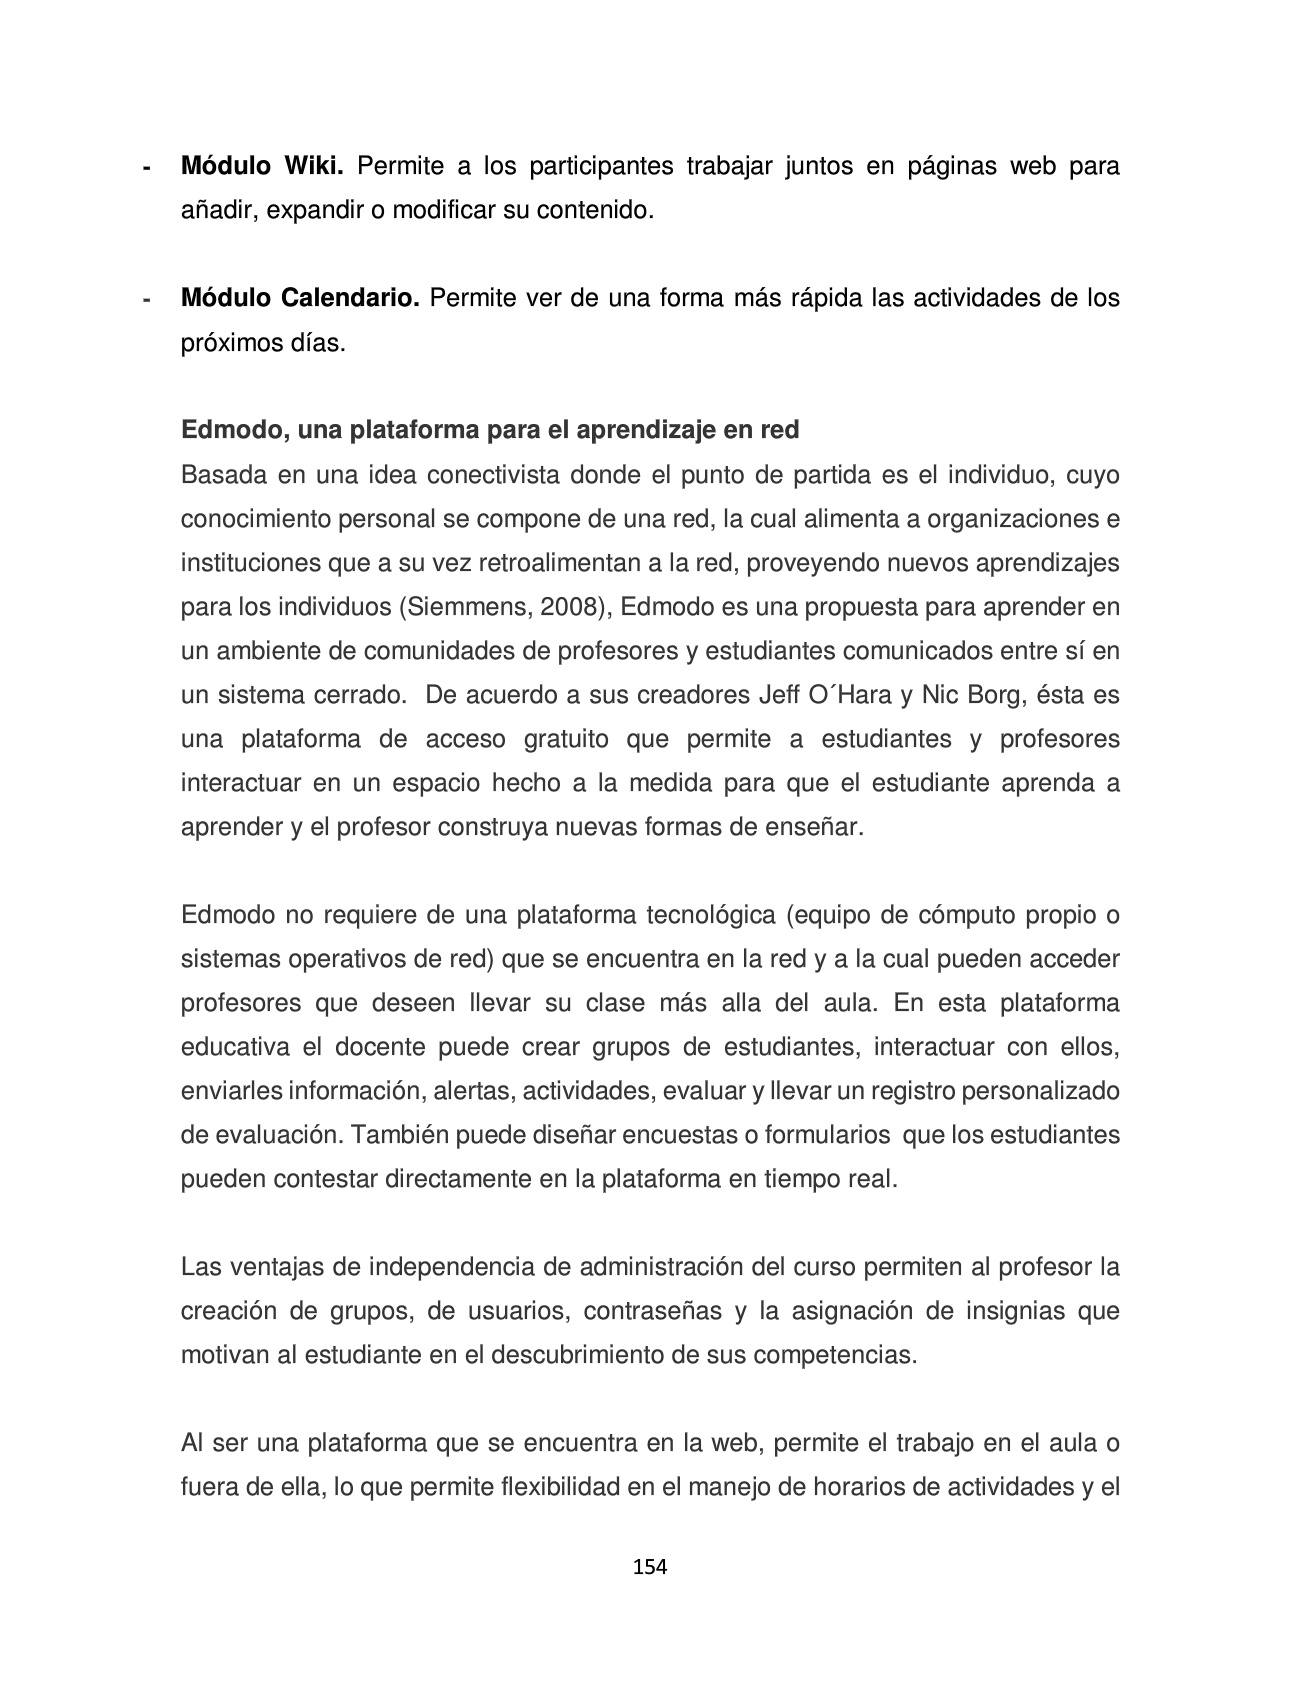 - Módulo Wiki. Permite a los participantes trabajar juntos en páginas web para
añadir, expandir o modificar su contenido.
- Módulo Calendario. Permite ver de una forma más rápida las actividades de los
próximos días.
Edmodo, una plataforma para el aprendizaje en red
Basada en una idea conectivista donde el punto de partida es el individuo, cuyo
conocimiento personal se compone de una red, la cual alimenta a organizaciones e
instituciones que a su vez retroalimentan a la red, proveyendo nuevos aprendizajes
para los individuos (Siemmens, 2008), Edmodo es una propuesta para aprender en
un ambiente de comunidades de profesores y estudiantes comunicados entre sí en
un sistema cerrado.  De acuerdo a sus creadores Jeff O´Hara y Nic Borg, ésta es
una plataforma de acceso gratuito que permite a estudiantes y profesores
interactuar en un espacio hecho a la medida para que el estudiante aprenda a
aprender y el profesor construya nuevas formas de enseñar.
Edmodo no requiere de una plataforma tecnológica (equipo de cómputo propio o
sistemas operativos de red) que se encuentra en la red y a la cual pueden acceder
profesores que deseen llevar su clase más alla del aula. En esta plataforma
educativa el docente puede crear grupos de estudiantes, interactuar con ellos,
enviarles información, alertas, actividades, evaluar y llevar un registro personalizado
de evaluación. También puede diseñar encuestas o formularios  que los estudiantes
pueden contestar directamente en la plataforma en tiempo real.
Las ventajas de independencia de administración del curso permiten al profesor la
creación de grupos, de usuarios, contraseñas y la asignación de insignias que
motivan al estudiante en el descubrimiento de sus competencias.
Al ser una plataforma que se encuentra en la web, permite el trabajo en el aula o
fuera de ella, lo que permite flexibilidad en el manejo de horarios de actividades y el
154